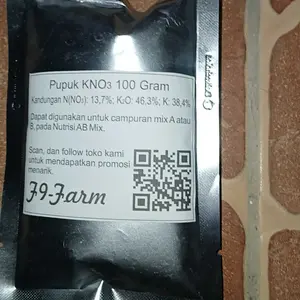 Pupuk KNO₃ 100 Gram
Kandungan N(NO₃): 13,7%; K₂O: 46,3%; K: 38,4%
Dapat digunakan untuk campuran mix A atau
B, pada Nutrisi AB Mix.
Scan, dan follow toko kami
untuk mendapatkan promosi
menarik.
F9 Farm